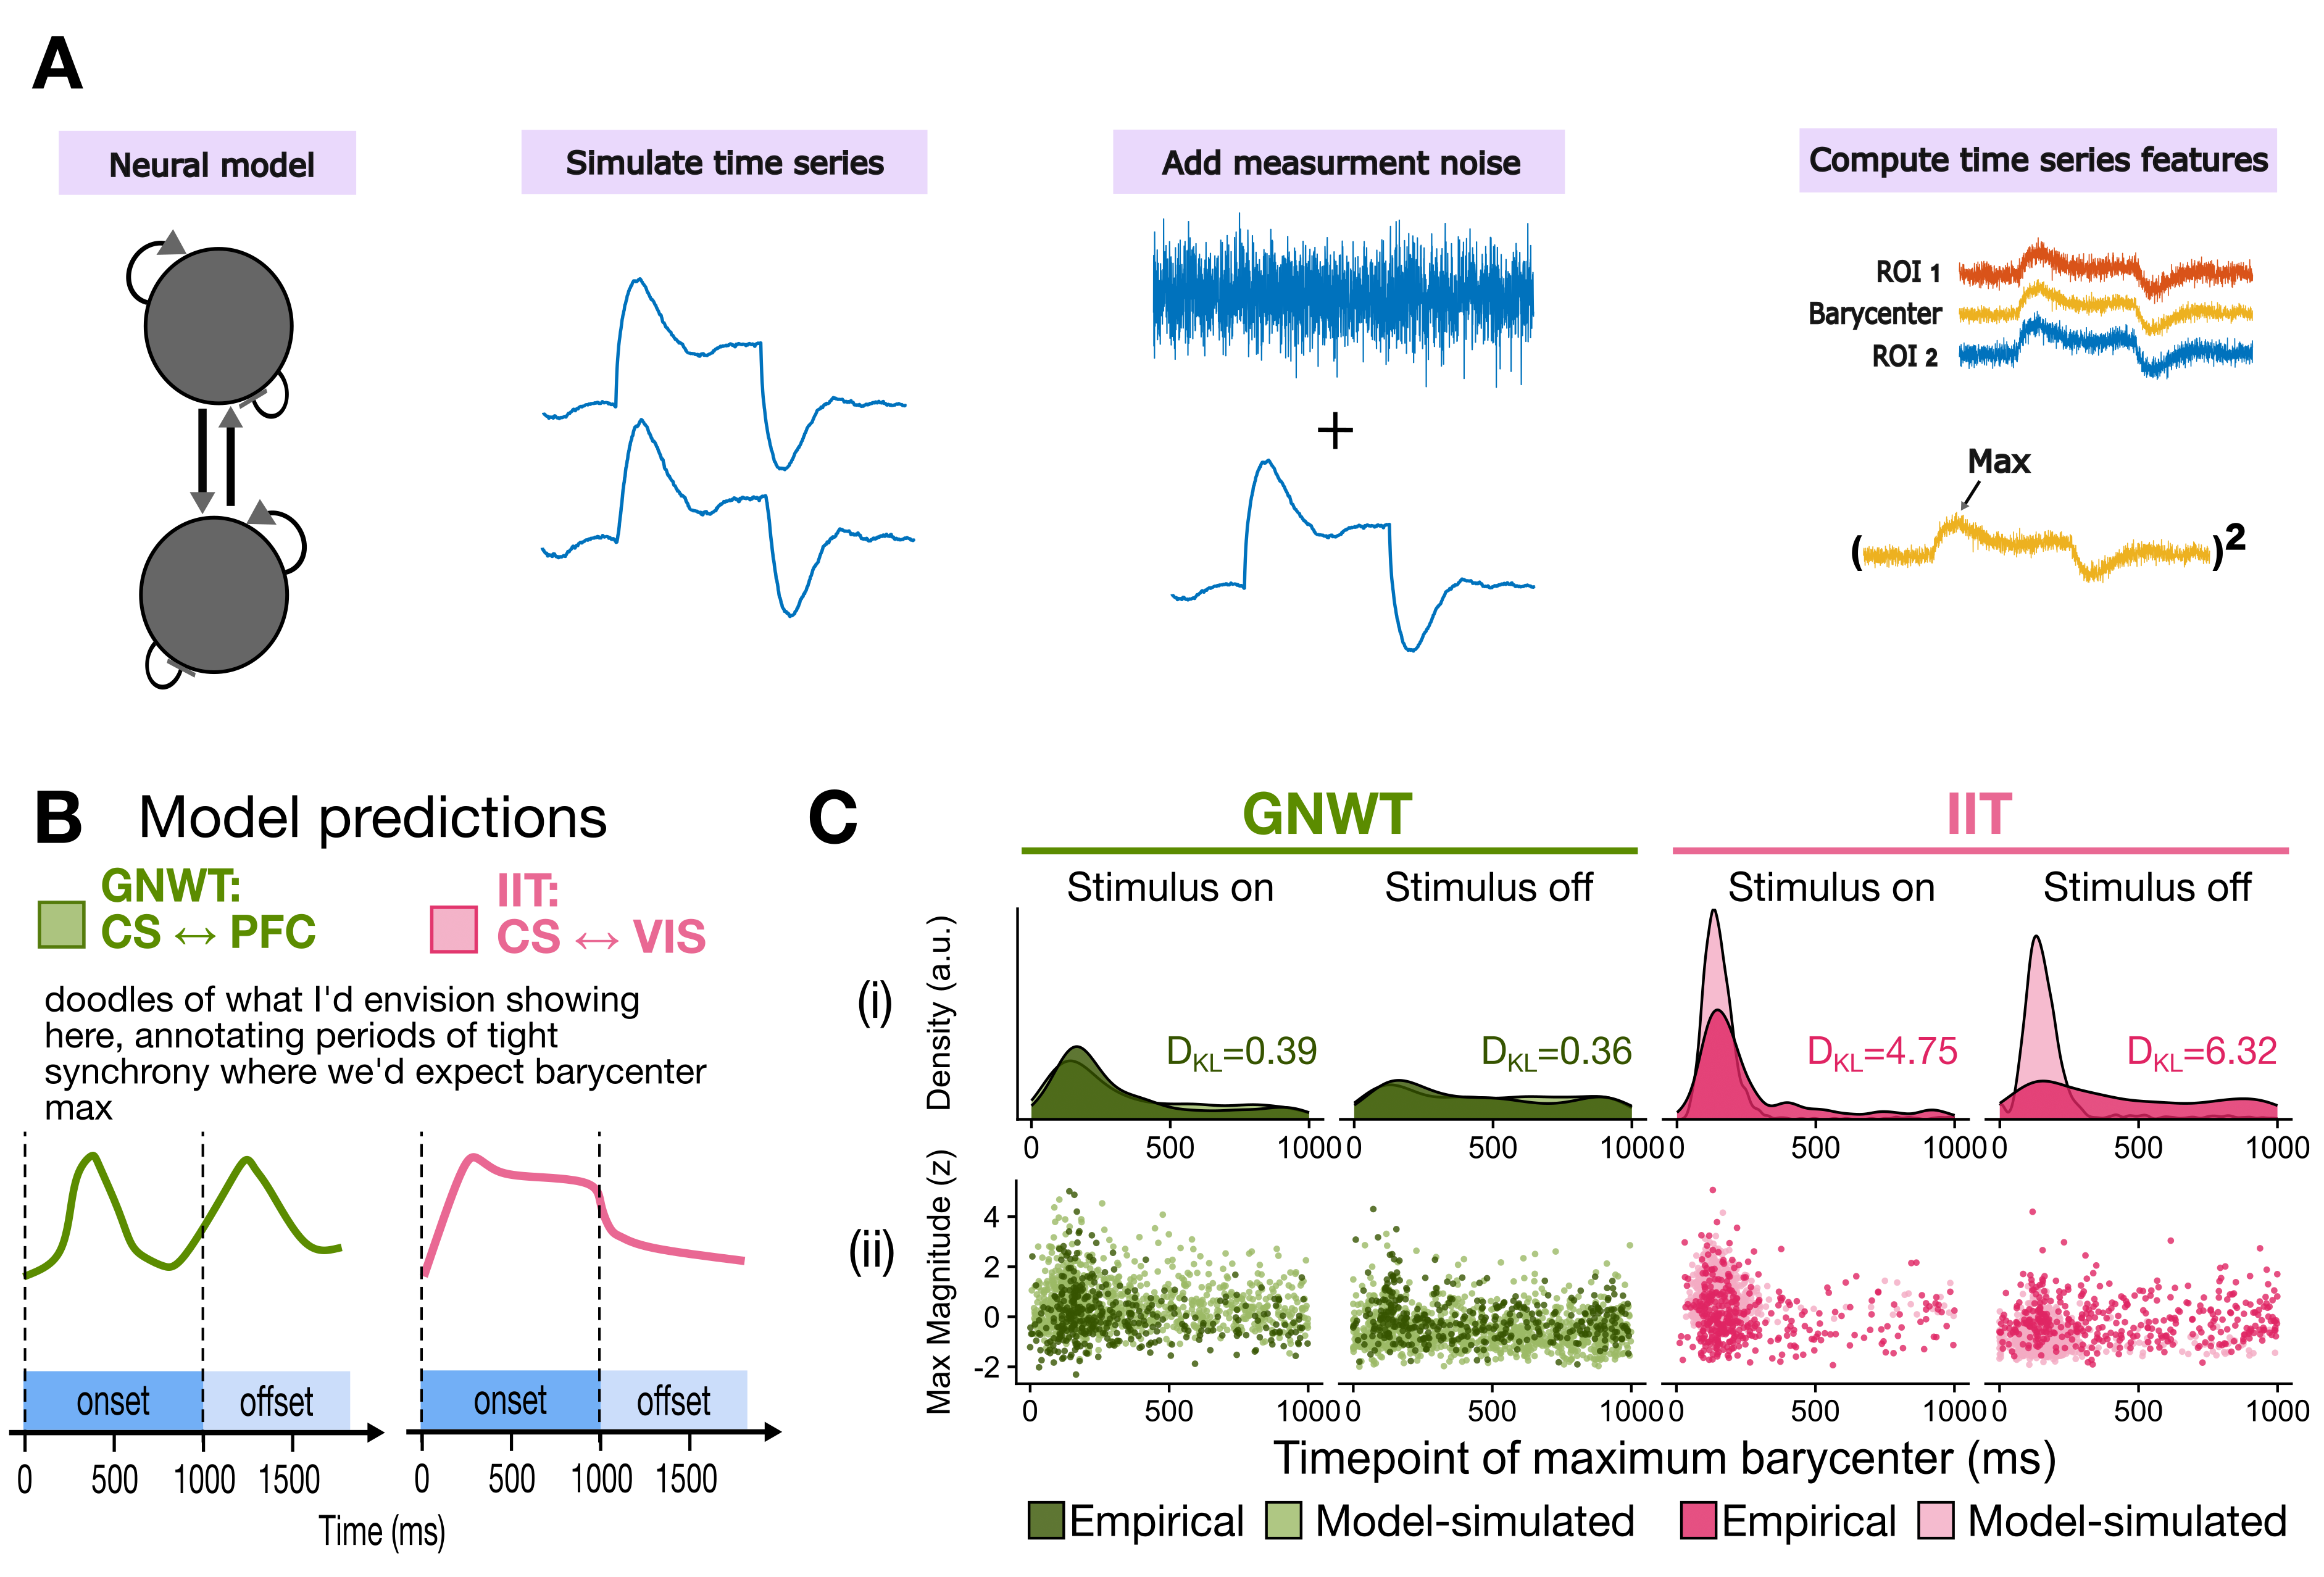 A
Neural model
Simulate time series
Add measurment noise
Compute time series features
ROI 1
Barycenter
ROI 2
+
Max
( )2
B Model predictions
GNWT:
CS ↔ PFC
IIT:
CS ↔ VIS
doodles of what I'd envision showing
here, annotating periods of tight
synchrony where we'd expect barycenter
max
onset offset
0 500 1000 1500
onset offset
0 500 1000 1500
Time (ms)
C
GNWT
IIT
Stimulus on Stimulus off Stimulus on Stimulus off
(i)
Density (a.u.)
DKL=0.39
DKL=0.36
DKL=4.75
DKL=6.32
0 500 1000 0 500 1000 0 500 1000 0 500 1000
(ii)
Max Magnitude (z)
4
2
0
-2
0 500 1000 0 500 1000 0 500 1000 0 500 1000
Timepoint of maximum barycenter (ms)
Empirical Model-simulated Empirical Model-simulated